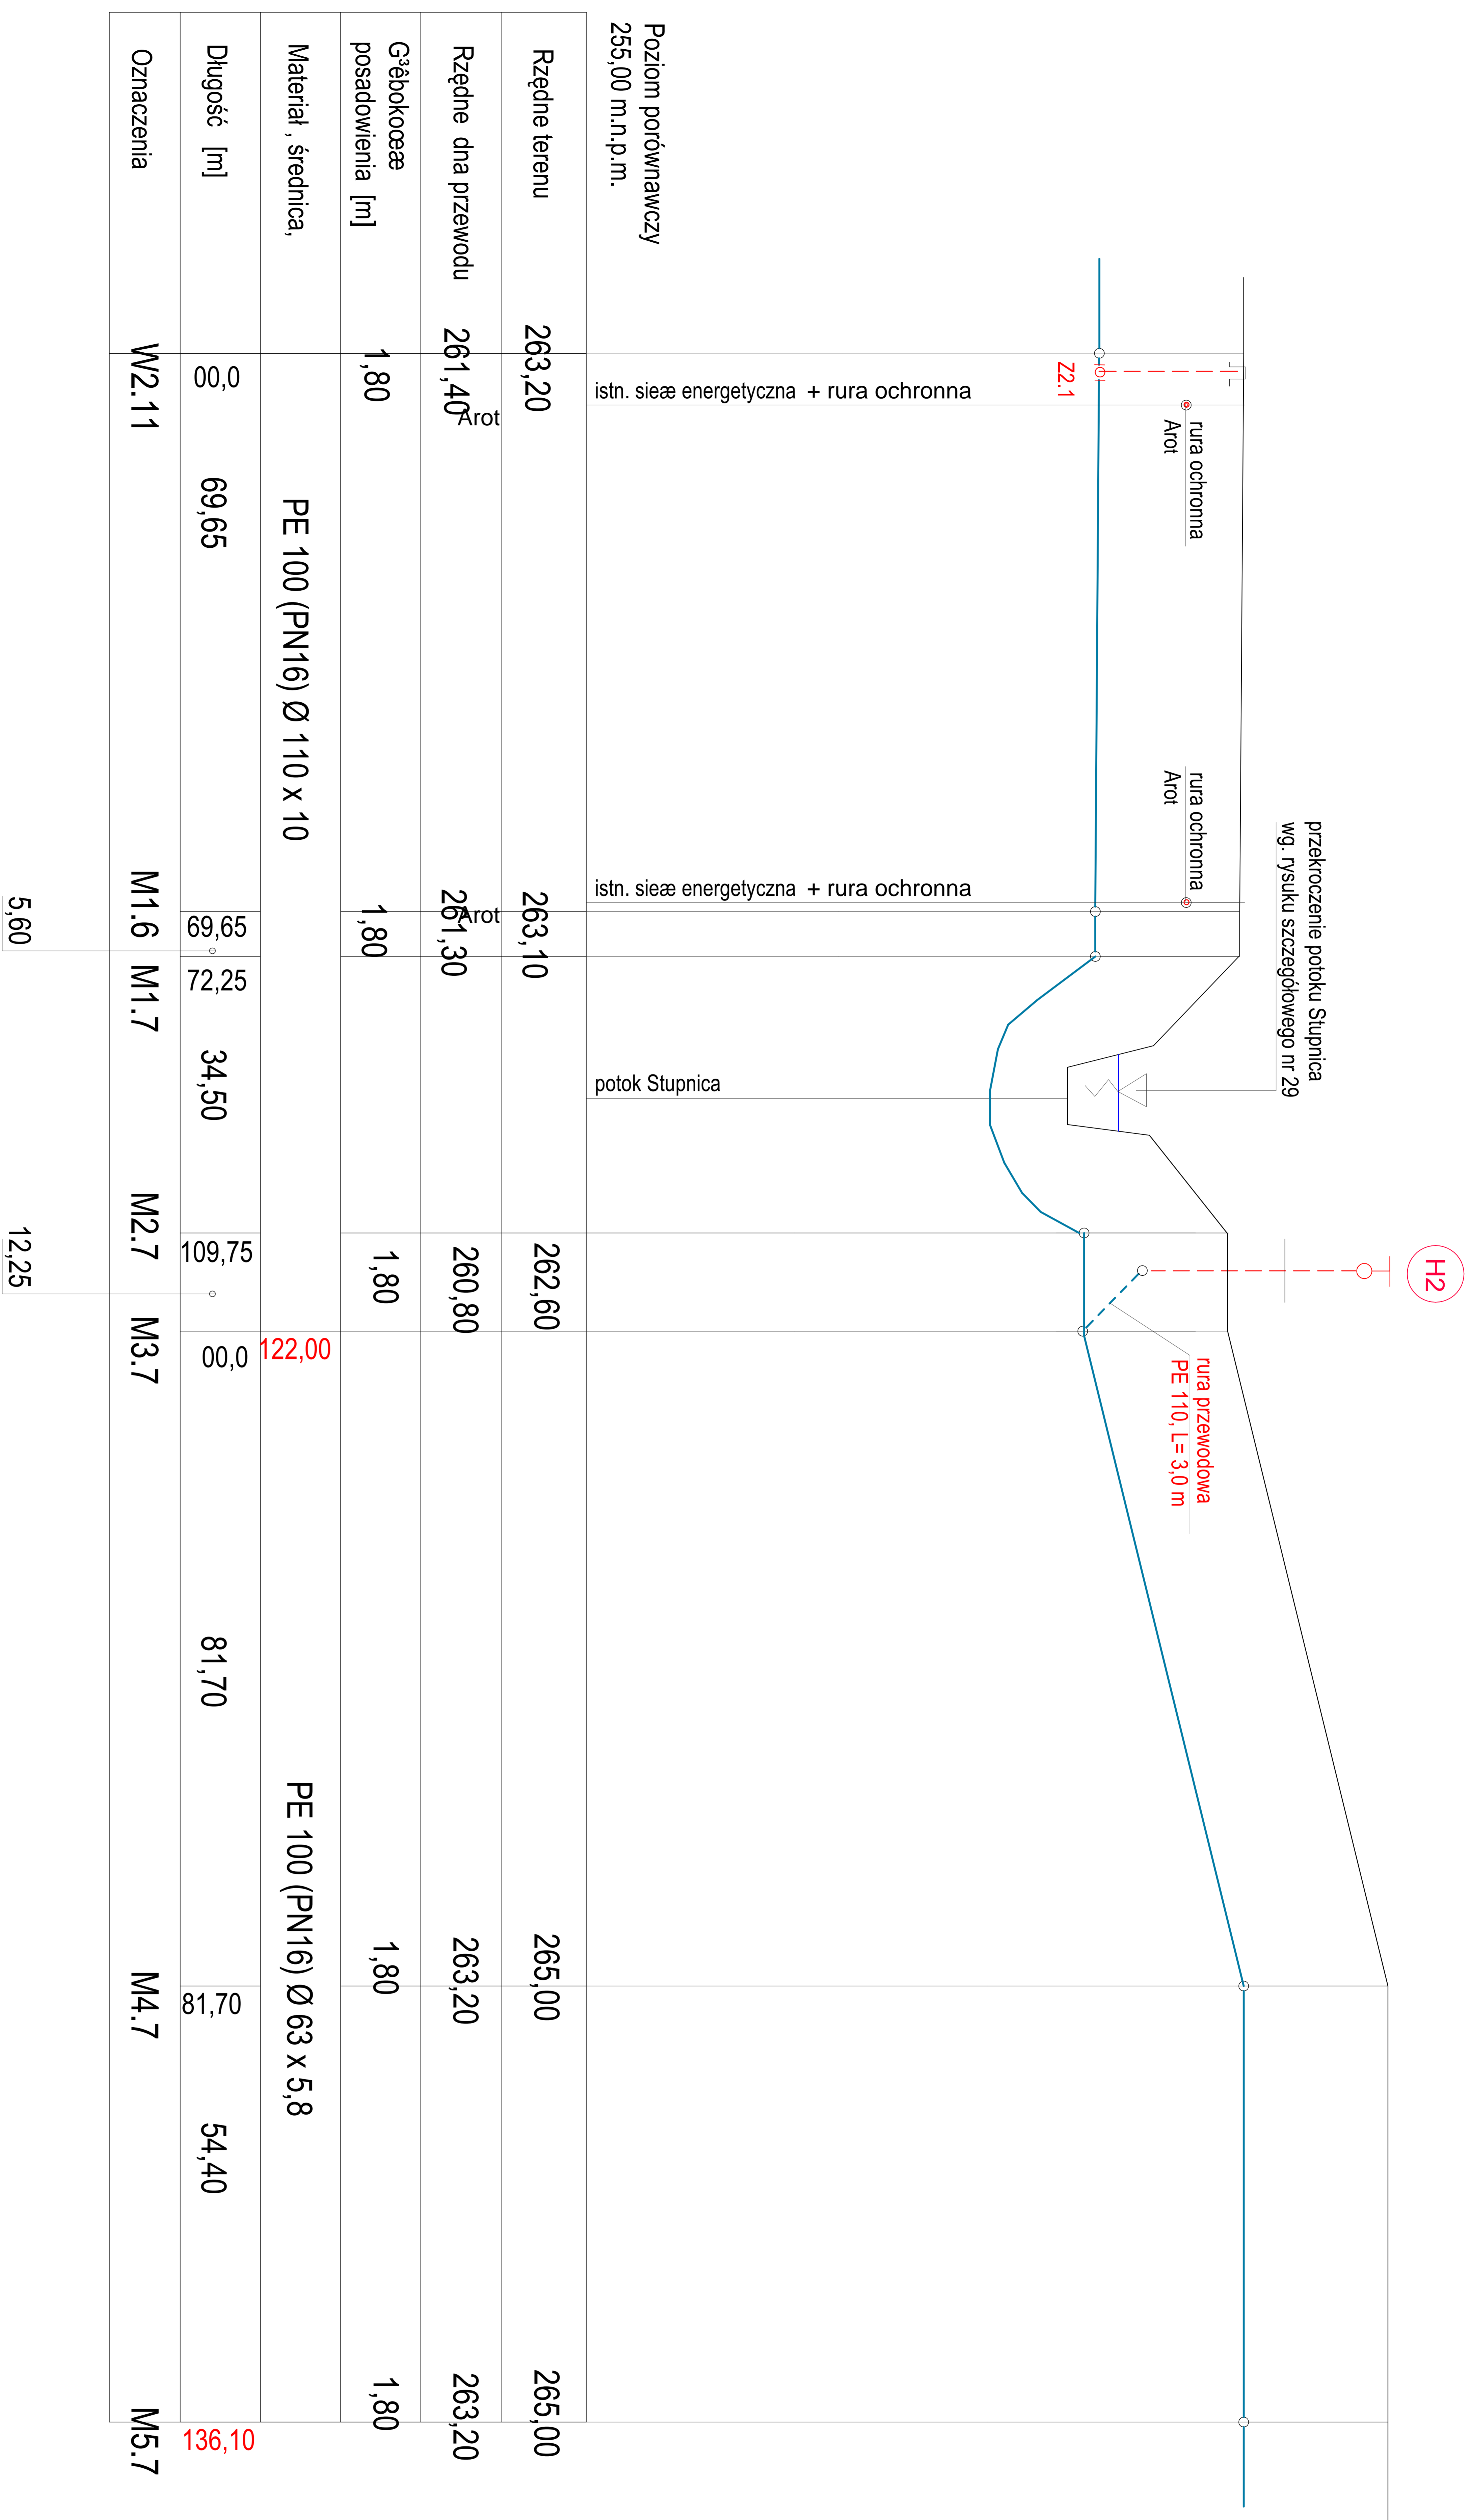 H2
przekroczenie potoku Stupnica
wg. rysuku szczegółowego nr 29
rura ochronna
Arot
rura ochronna
Arot
rura przewodowa
PE 110, L= 3,0 m
Z2.1
istn. sieæ energetyczna + rura ochronna
Arot
istn. sieæ energetyczna + rura ochronna
Arot
potok Stupnica
Poziom porównawczy
255,00 m.n.p.m.
Rzędne terenu 263,20 263,10 262,60 265,00 265,00
Rzędne dna przewodu 261,40 261,30 260,80 263,20 263,20
G³êbokoœæ
posadowienia [m] 1,80 1,80 1,80 1,80 1,80
Materiał , średnica, PE 100 (PN16) Ø 110 x 10 122,00 PE 100 (PN16) Ø 63 x 5,8
Długość [m] 00,0 69,65 69,65 72,25 34,50 109,75 00,0 81,70 81,70 54,40 136,10
Oznaczenia W2.11 M1.6 M1.7 M2.7 M3.7 M4.7 M5.7
5,60 12,25